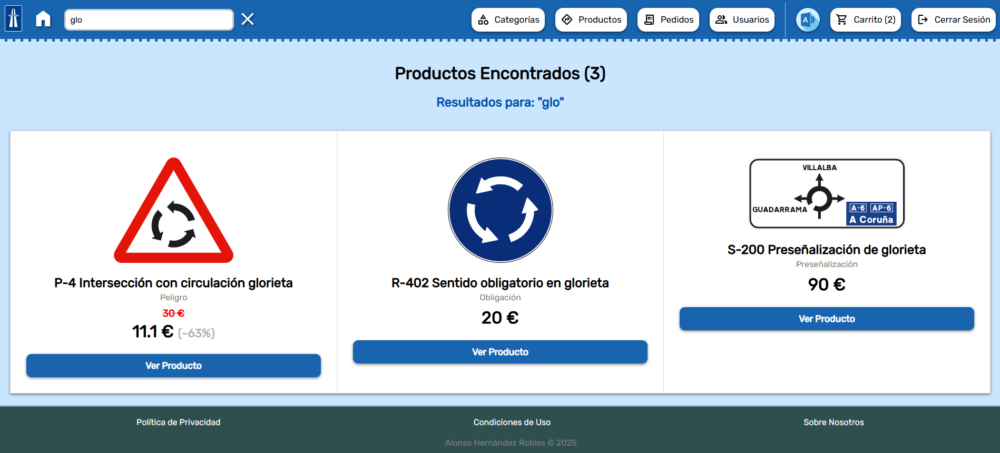 glo
Categorías
Productos
Pedidos
Usuarios
A
Carrito (2)
Cerrar Sesión
Productos Encontrados (3)
Resultados para: "glo"
P-4 Intersección con circulación glorieta
Peligro
30 €
11.1 € (-63%)
Ver Producto
R-402 Sentido obligatorio en glorieta
Obligación
20 €
Ver Producto
VILLALBA
GUADARRAMA
A-6 AP-6
A Coruña
S-200 Preseñalización de glorieta
Preseñalización
90 €
Ver Producto
Política de Privacidad
Condiciones de Uso
Sobre Nosotros
Alonso Hernández Robles © 2025